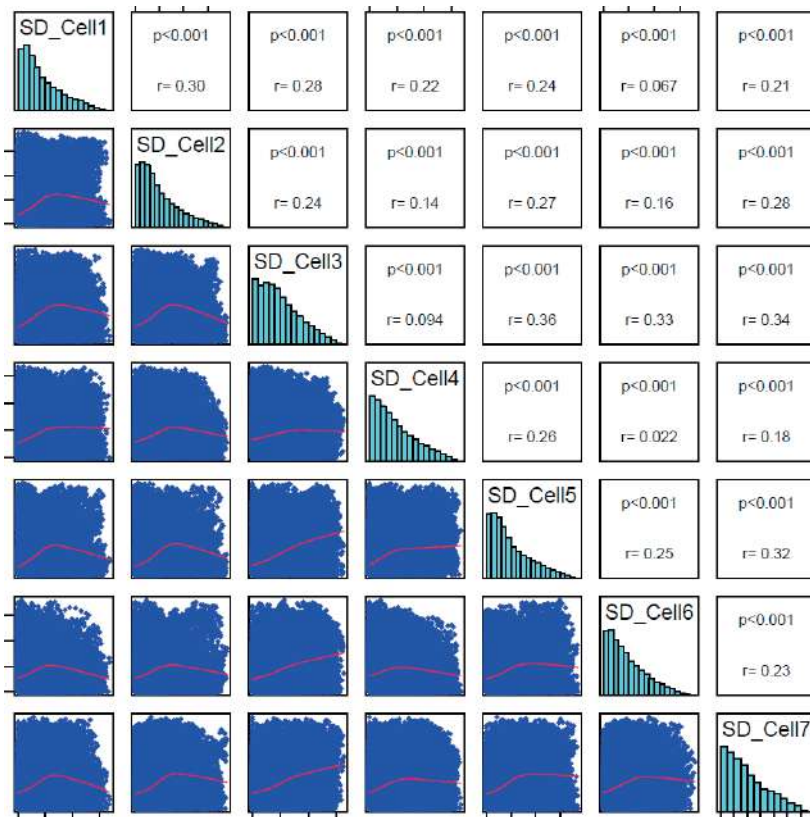 SD_Cell1
p<0.001
p<0.001
p<0.001
p<0.001
p<0.001
p<0.001
r= 0.30
r= 0.28
r= 0.22
r= 0.24
r= 0.067
r= 0.21
SD_Cell2
p<0.001
p<0.001
p<0.001
p<0.001
p<0.001
r= 0.24
r= 0.14
r= 0.27
r= 0.16
r= 0.28
SD_Cell3
p<0.001
p<0.001
p<0.001
p<0.001
r= 0.094
r= 0.36
r= 0.33
r= 0.34
SD_Cell4
p<0.001
p<0.001
p<0.001
r= 0.26
r= 0.022
r= 0.18
SD_Cell5
p<0.001
p<0.001
r= 0.25
r= 0.32
SD_Cell6
p<0.001
r= 0.23
SD_Cell7